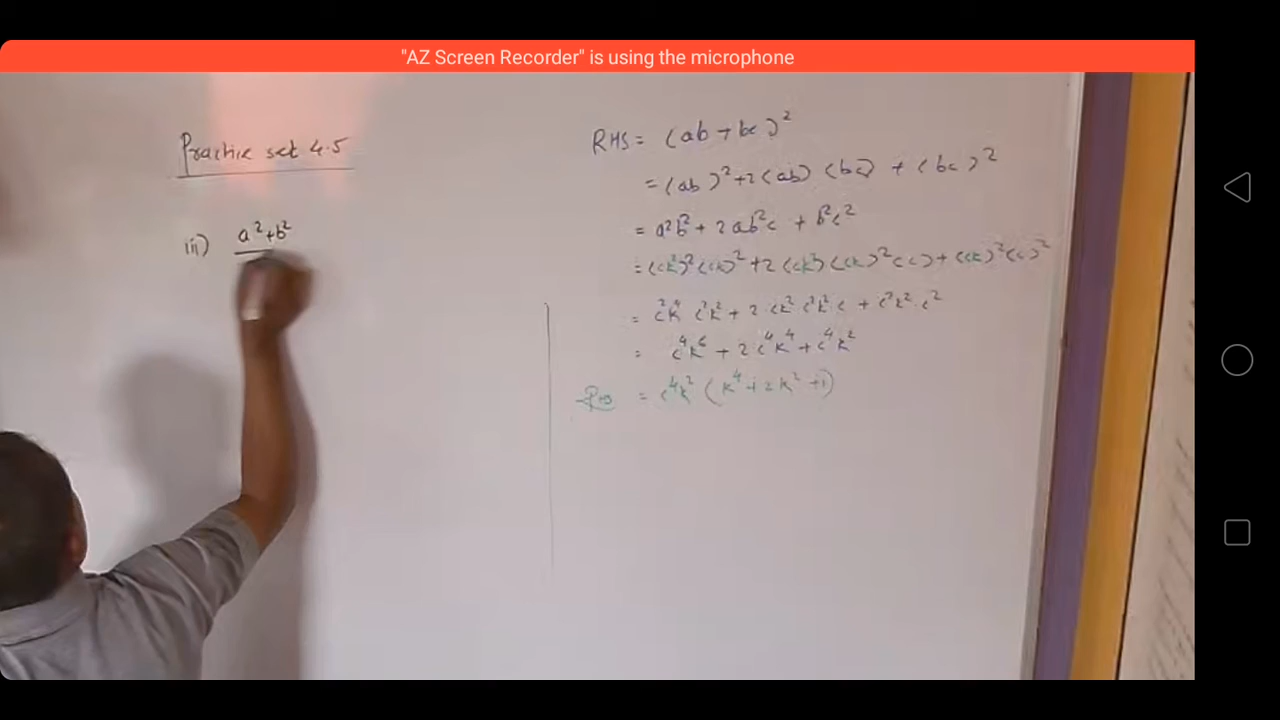 "AZ Screen Recorder" is using the microphone
Practice set 4.5
iii) a²+b²
RHS = (ab + bc)²
= (ab)² + 2(ab)(bc) + (bc)²
= a²b² + 2ab²c + b²c²
= (ck²)²(ck)² + 2(ck²)(ck)²(c) + (ck)²(c)²
= c²k⁴ c²k² + 2·ck² c²k² c + c²k²·c²
= c⁴k⁶ + 2c⁴k⁴ + c⁴k²
RHS = c⁴k² (k⁴ + 2k² + 1)